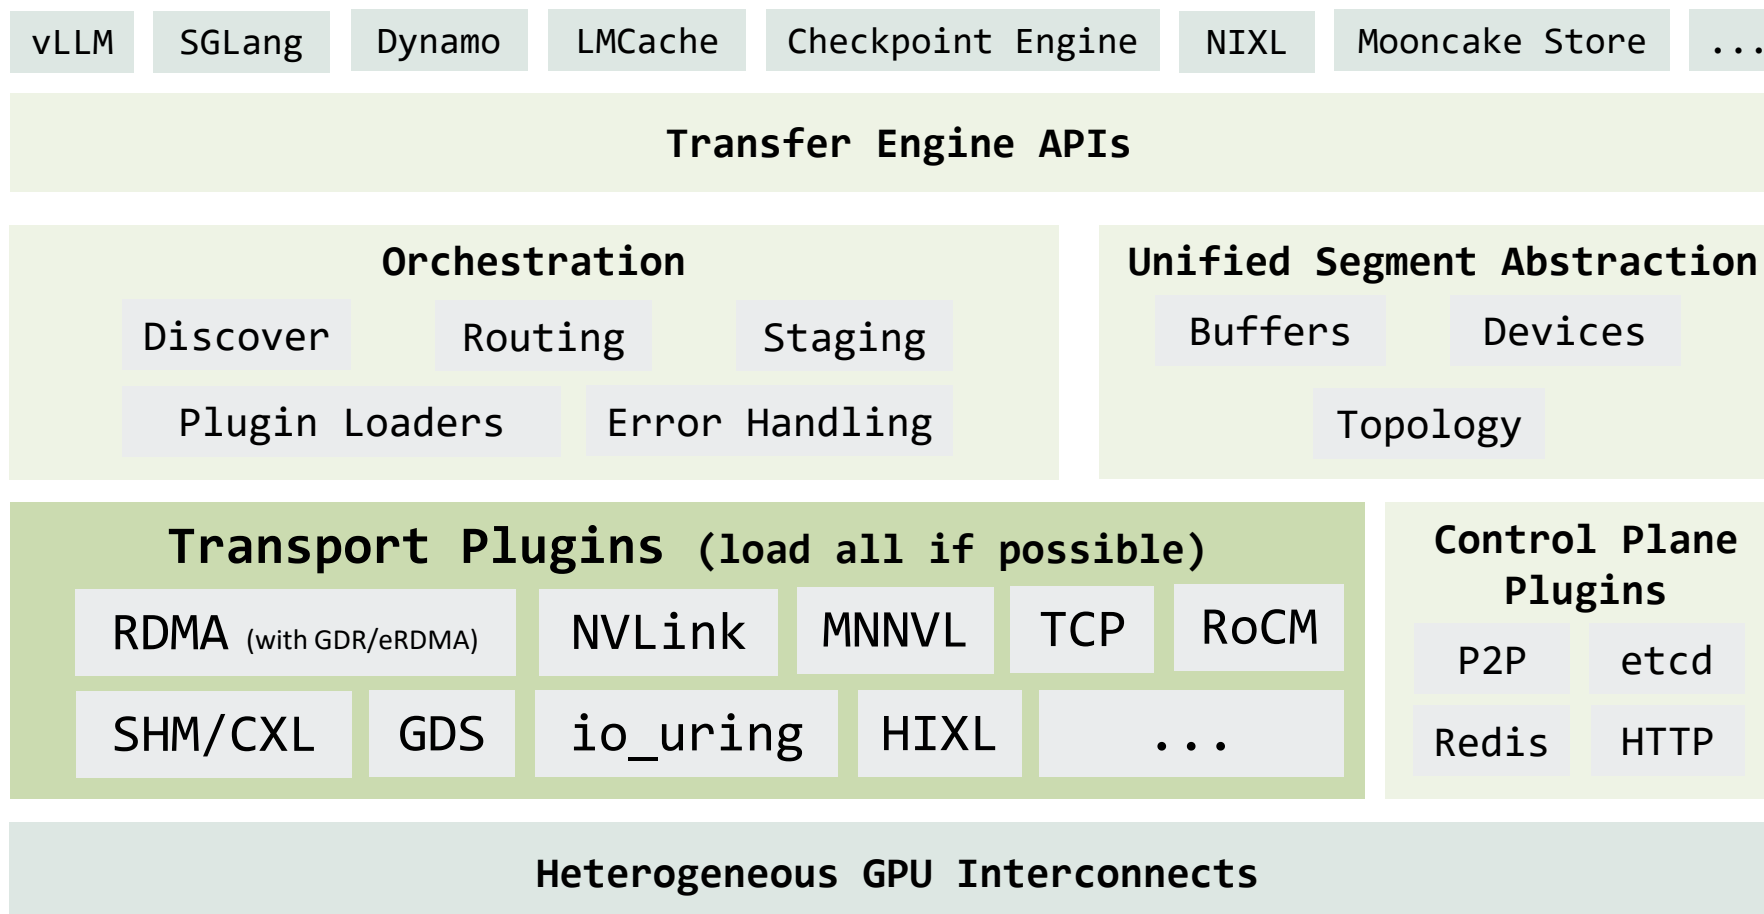 vLLM SGLang Dynamo LMCache Checkpoint Engine NIXL Mooncake Store ...
Transfer Engine APIs
Orchestration
Discover Routing Staging
Plugin Loaders Error Handling
Unified Segment Abstraction
Buffers Devices
Topology
Transport Plugins (load all if possible)
RDMA (with GDR/eRDMA) NVLink MNNVL TCP RoCM
SHM/CXL GDS io_uring HIXL ...
Control Plane
Plugins
P2P etcd
Redis HTTP
Heterogeneous GPU Interconnects